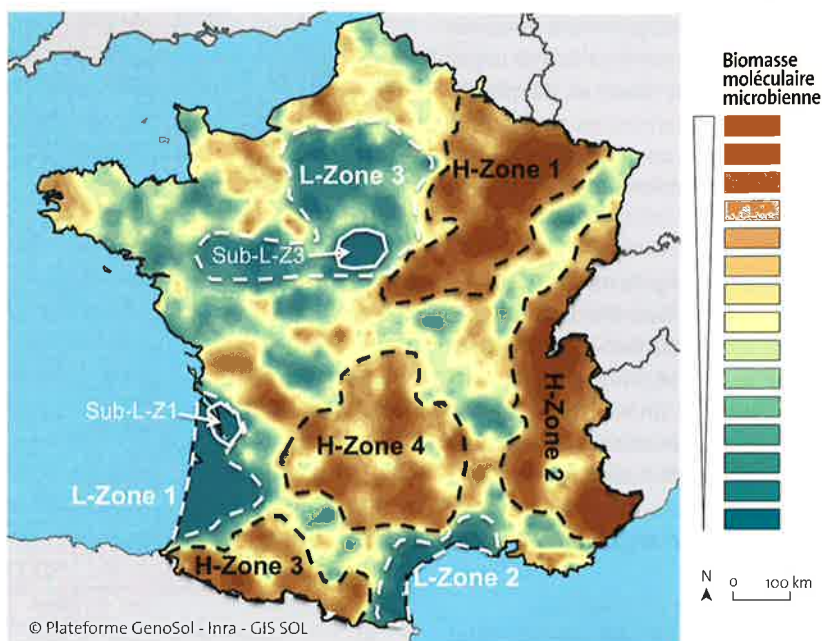 Biomasse
moléculaire
microbienne
H-Zone 1
L-Zone 3
Sub-L-Z3
H-Zone 2
Sub-L-Z1
H-Zone 4
L-Zone 1
H-Zone 3
L-Zone 2
N
0 100 km
© Plateforme GenoSol - Inra - GIS SOL